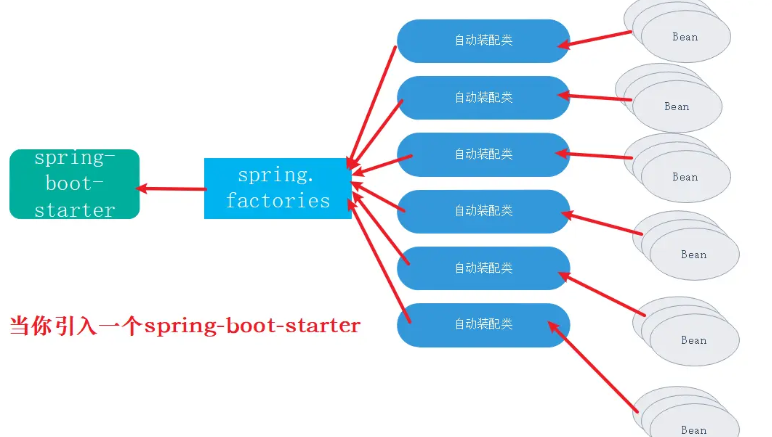 spring-
boot-
starter
spring.
factories
当你引入一个spring-boot-starter
自动装配类
自动装配类
自动装配类
自动装配类
自动装配类
自动装配类
Bean
Bean
Bean
Bean
Bean
Bean